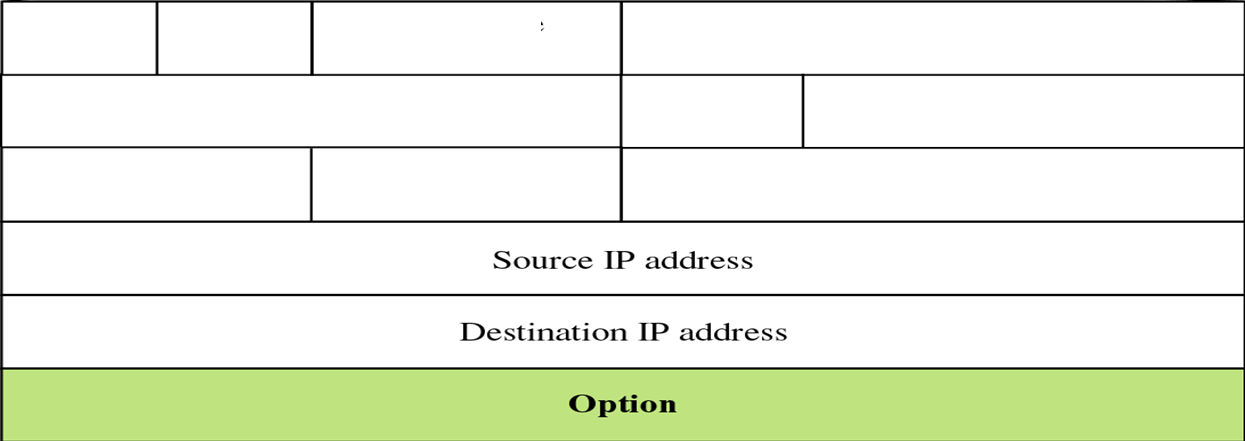 Source IP address
Destination IP address
Option